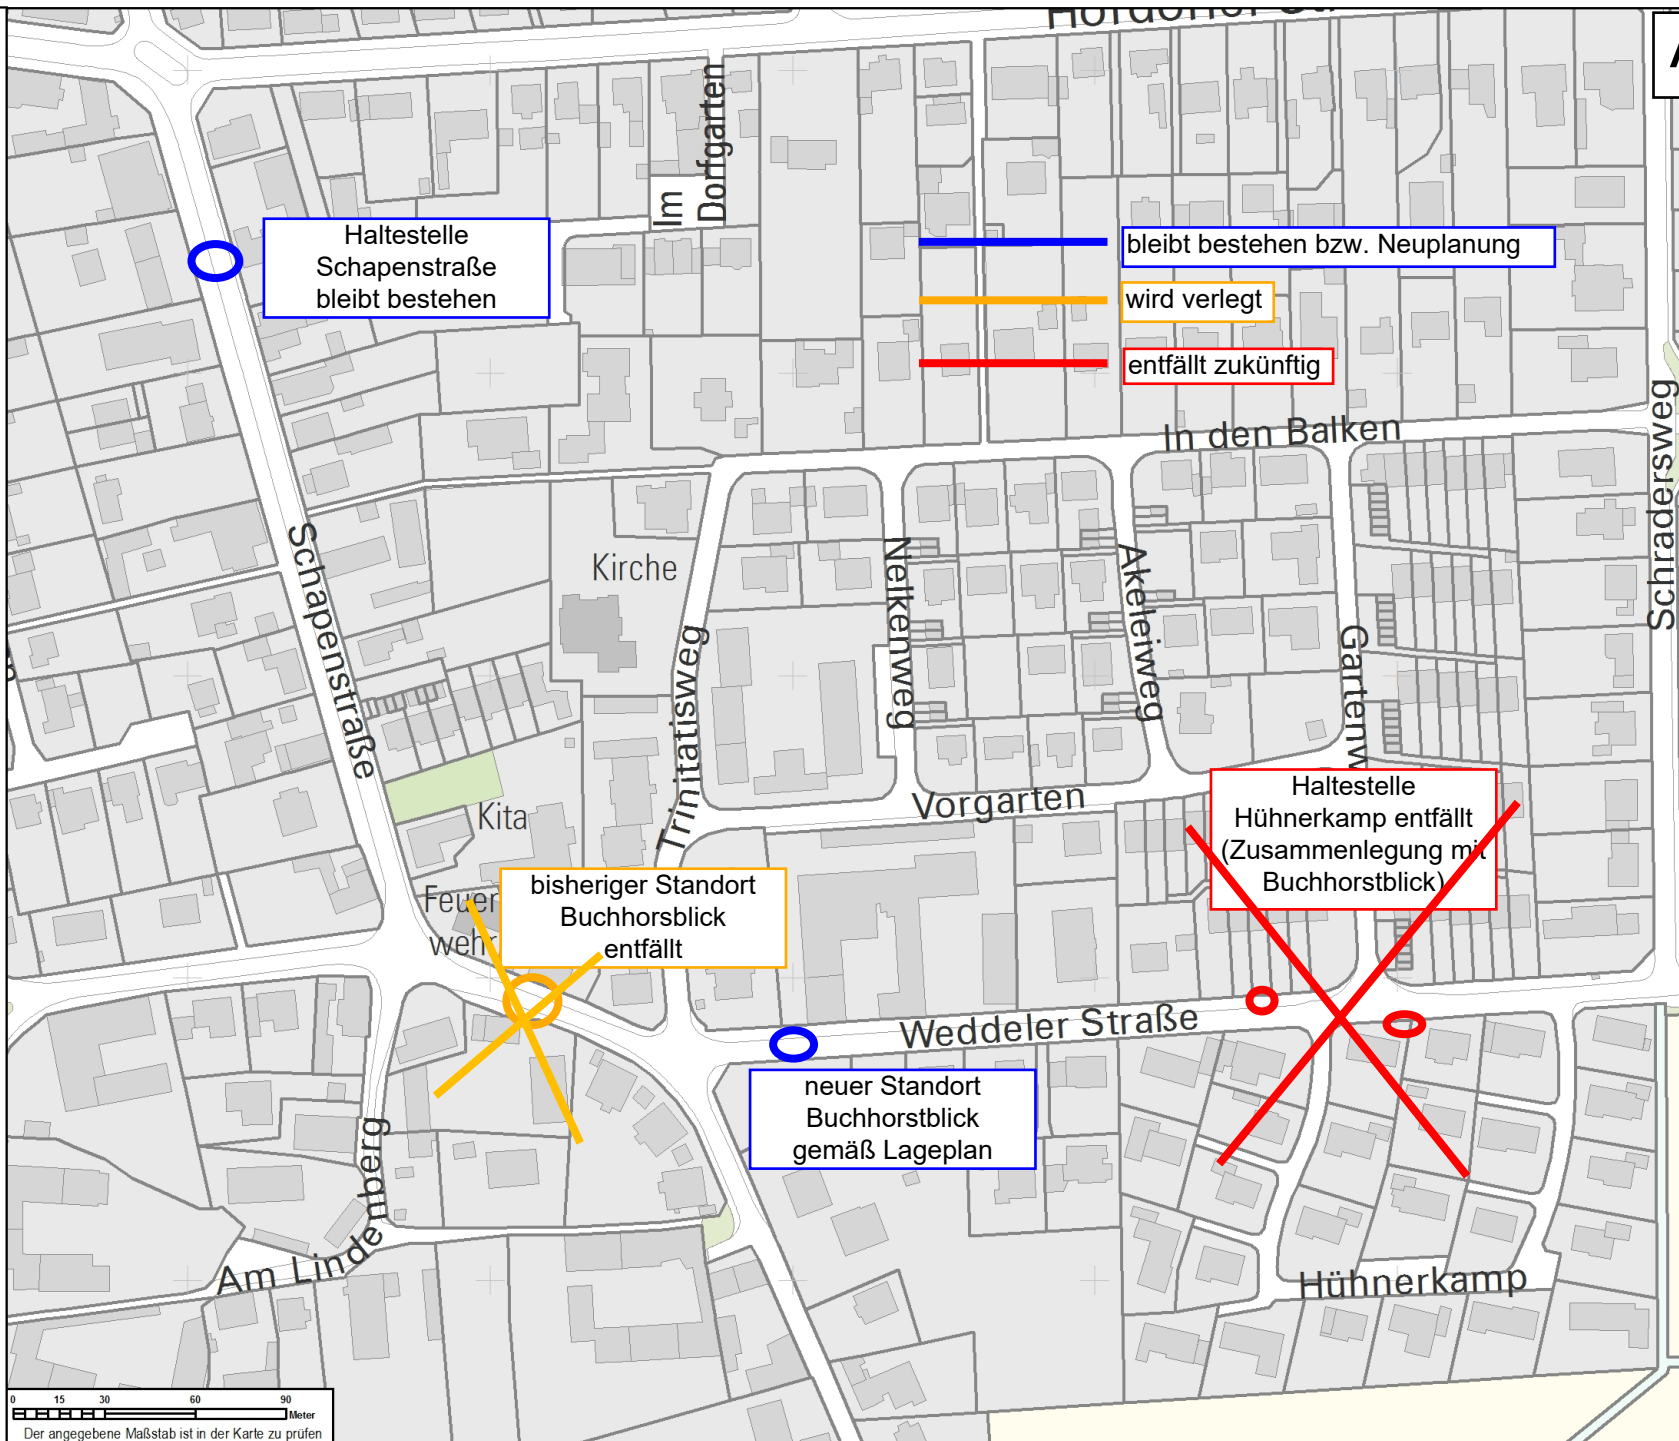 A
Im
Dorfgarten
Haltestelle
Schapenstraße
bleibt bestehen
bleibt bestehen bzw. Neuplanung
wird verlegt
entfällt zukünftig
In den Balken
Schradersweg
Schapenstraße
Kirche
Nelkenweg
Akeleiweg
Trinitatisweg
Gartenw
Vorgarten
Kita
Haltestelle
Hühnerkamp entfällt
(Zusammenlegung mit
Buchhorstblick)
Feuer
wehr
bisheriger Standort
Buchhorsblick
entfällt
Weddeler Straße
neuer Standort
Buchhorstblick
gemäß Lageplan
Am Lindenberg
Hühnerkamp
0 15 30 60 90
Meter
Der angegebene Maßstab ist in der Karte zu prüfen